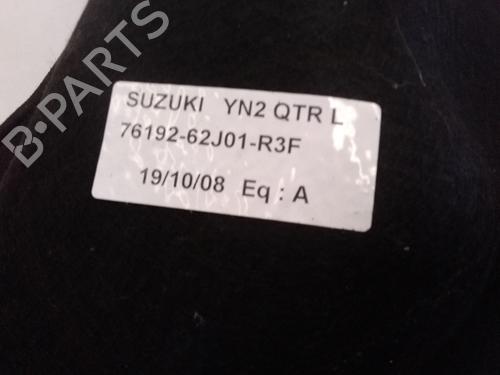 B-PARTS
SUZUKI YN2 QTR L
76192-62J01-R3F
19/10/08 Eq : A